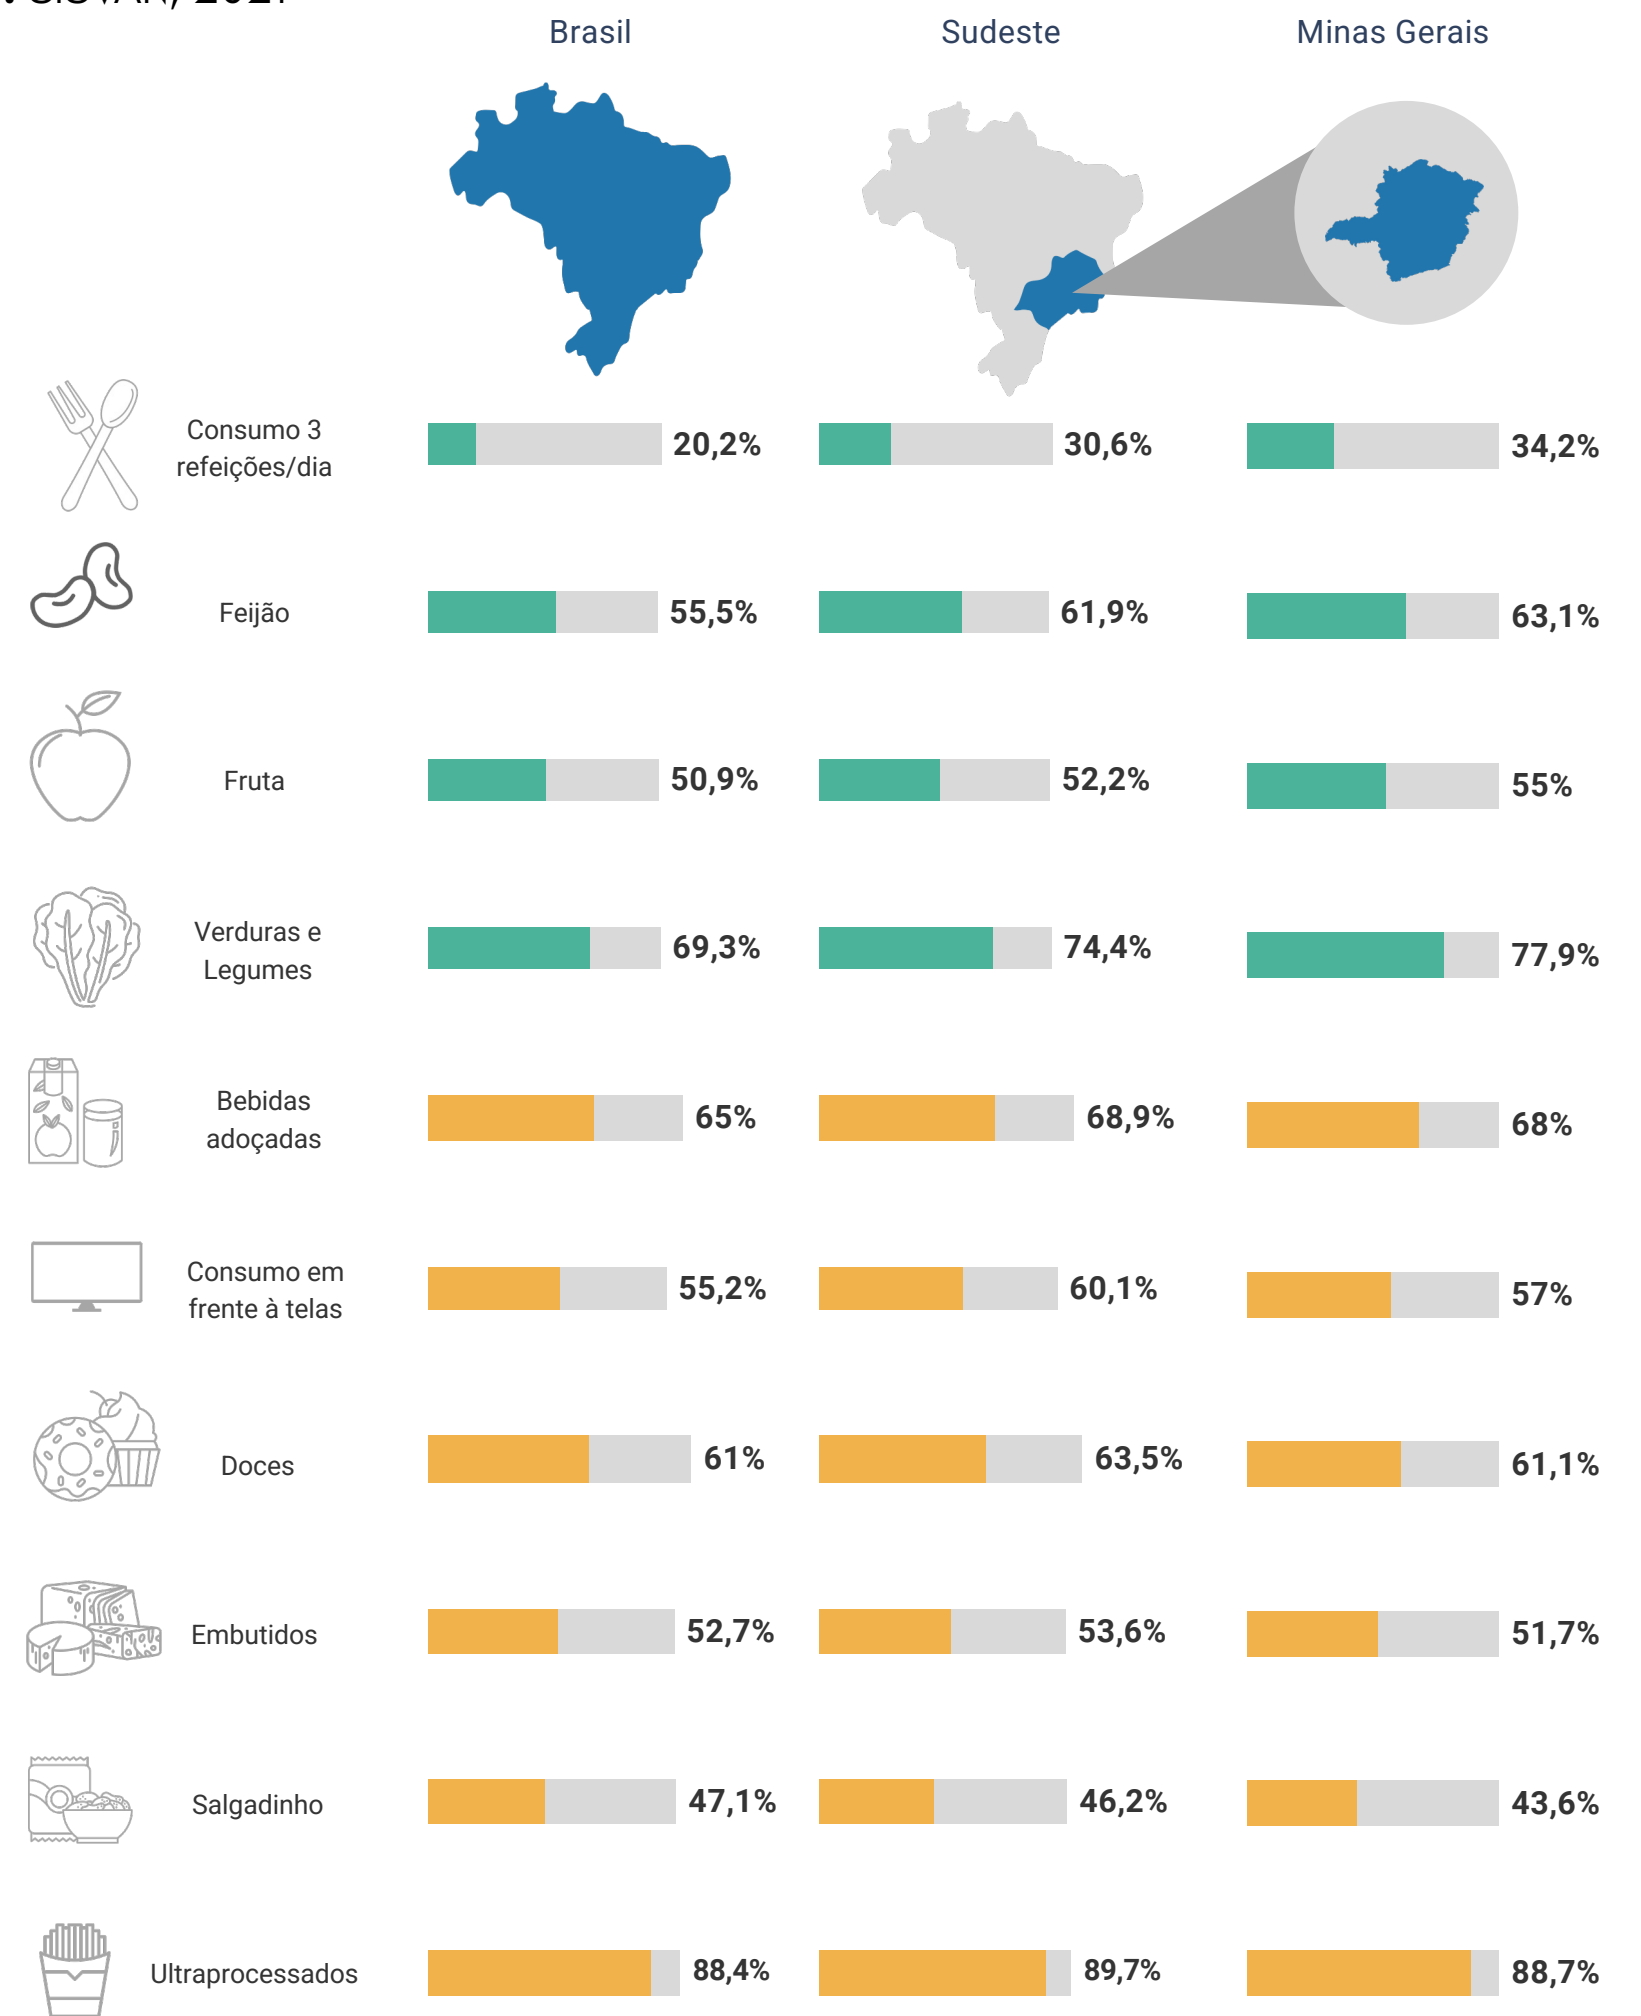 SISVAN, 2021
Brasil
Sudeste
Minas Gerais
Consumo 3
refeições/dia
20,2%
30,6%
34,2%
Feijão
55,5%
61,9%
63,1%
Fruta
50,9%
52,2%
55%
Verduras e
Legumes
69,3%
74,4%
77,9%
Bebidas
adoçadas
65%
68,9%
68%
Consumo em
frente à telas
55,2%
60,1%
57%
Doces
61%
63,5%
61,1%
Embutidos
52,7%
53,6%
51,7%
Salgadinho
47,1%
46,2%
43,6%
Ultraprocessados
88,4%
89,7%
88,7%